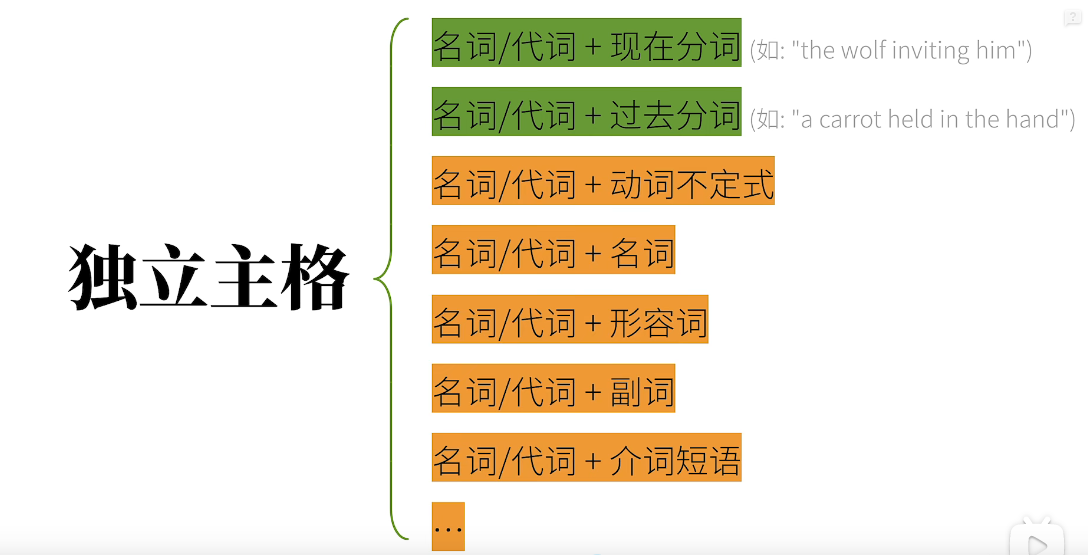 名词/代词 + 现在分词 (如: "the wolf inviting him")
名词/代词 + 过去分词 (如: "a carrot held in the hand")
名词/代词 + 动词不定式
名词/代词 + 名词
独立主格
名词/代词 + 形容词
名词/代词 + 副词
名词/代词 + 介词短语
…